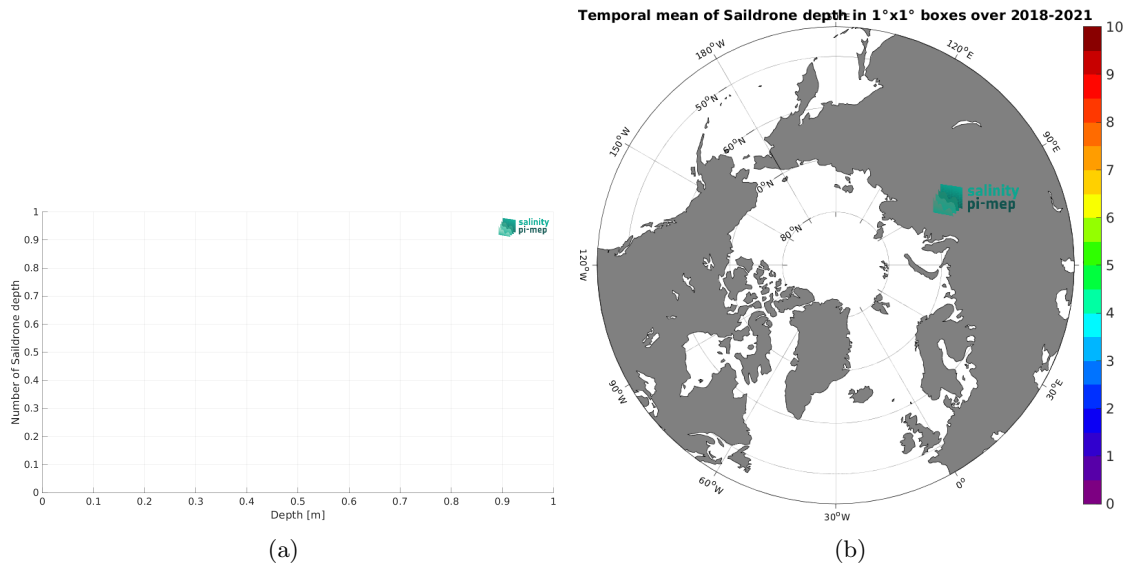 Temporal mean of Saildrone depth in 1°x1° boxes over 2018-2021
salinity
pi-mep
Number of Saildrone depth
1
0.9
0.8
0.7
0.6
0.5
0.4
0.3
0.2
0.1
0
0
0.1
0.2
0.3
0.4
0.5
0.6
0.7
0.8
0.9
1
Depth [m]
(a)
180°W
120°E
150°W
90°E
120°W
30°E
90°W
60°W
0°
30°W
50°N
60°N
80°N
salinity
pi-mep
10
9
8
7
6
5
4
3
2
1
0
(b)